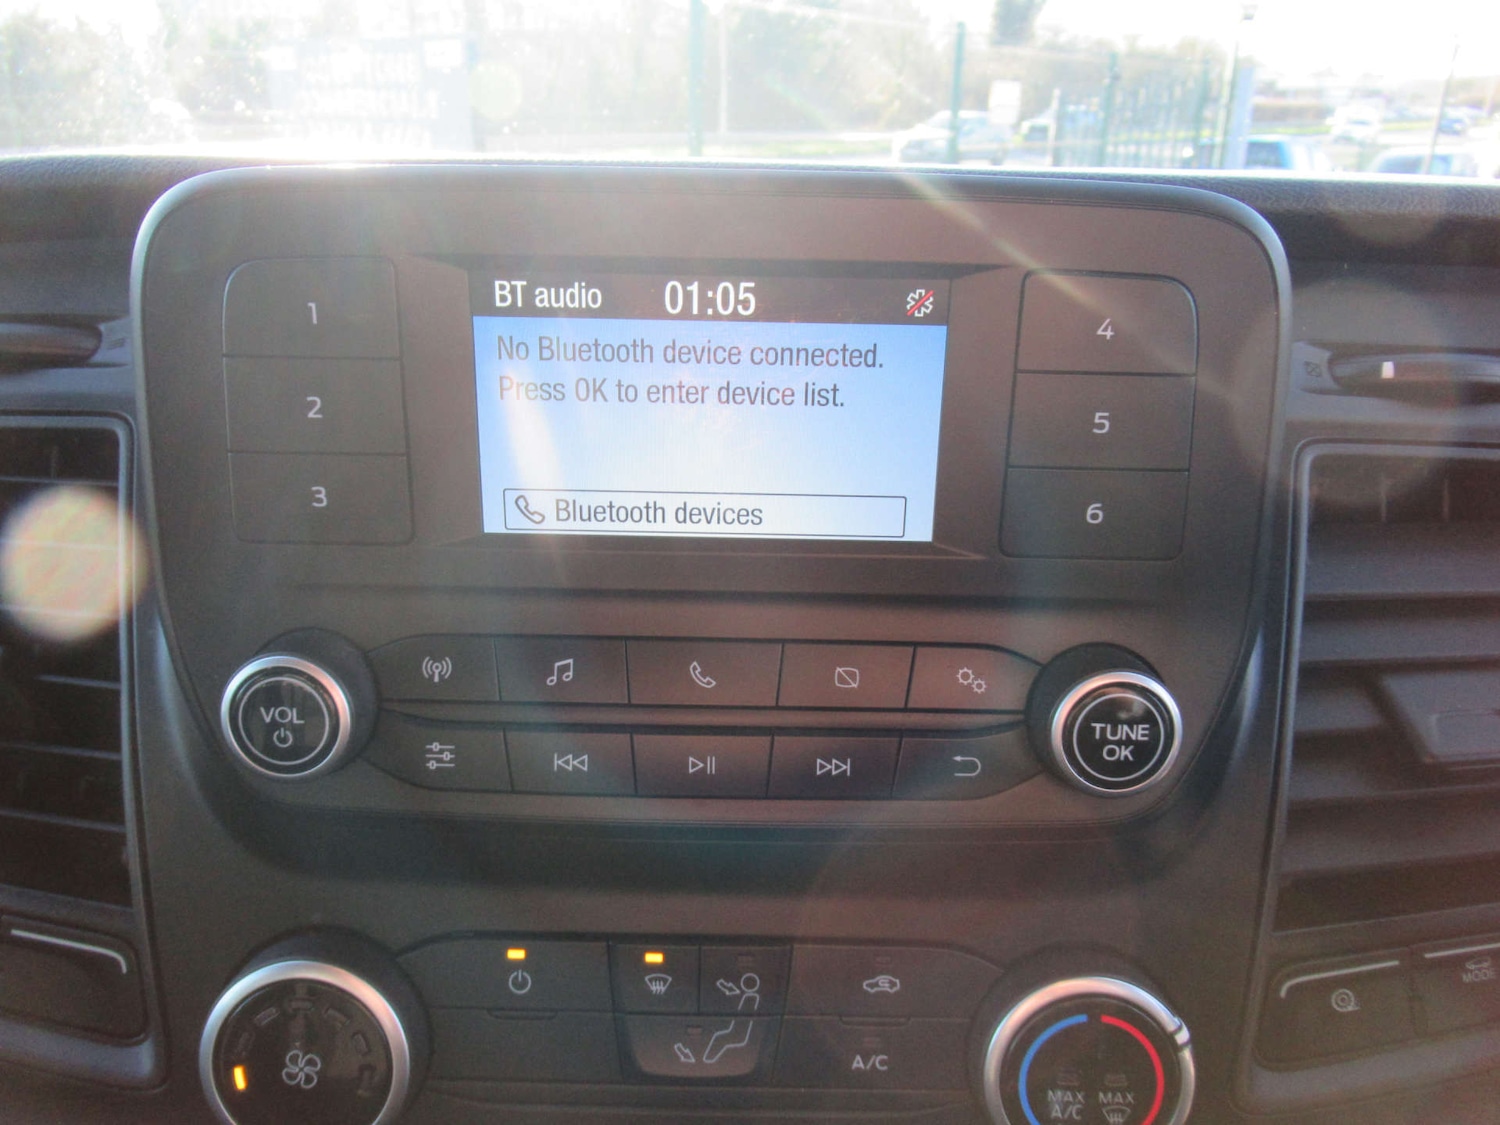 BT audio 01:05
No Bluetooth device connected.
Press OK to enter device list.
Bluetooth devices
1
2
3
4
5
6
VOL
TUNE
OK
A/C
MAX MAX
A/C
MODE